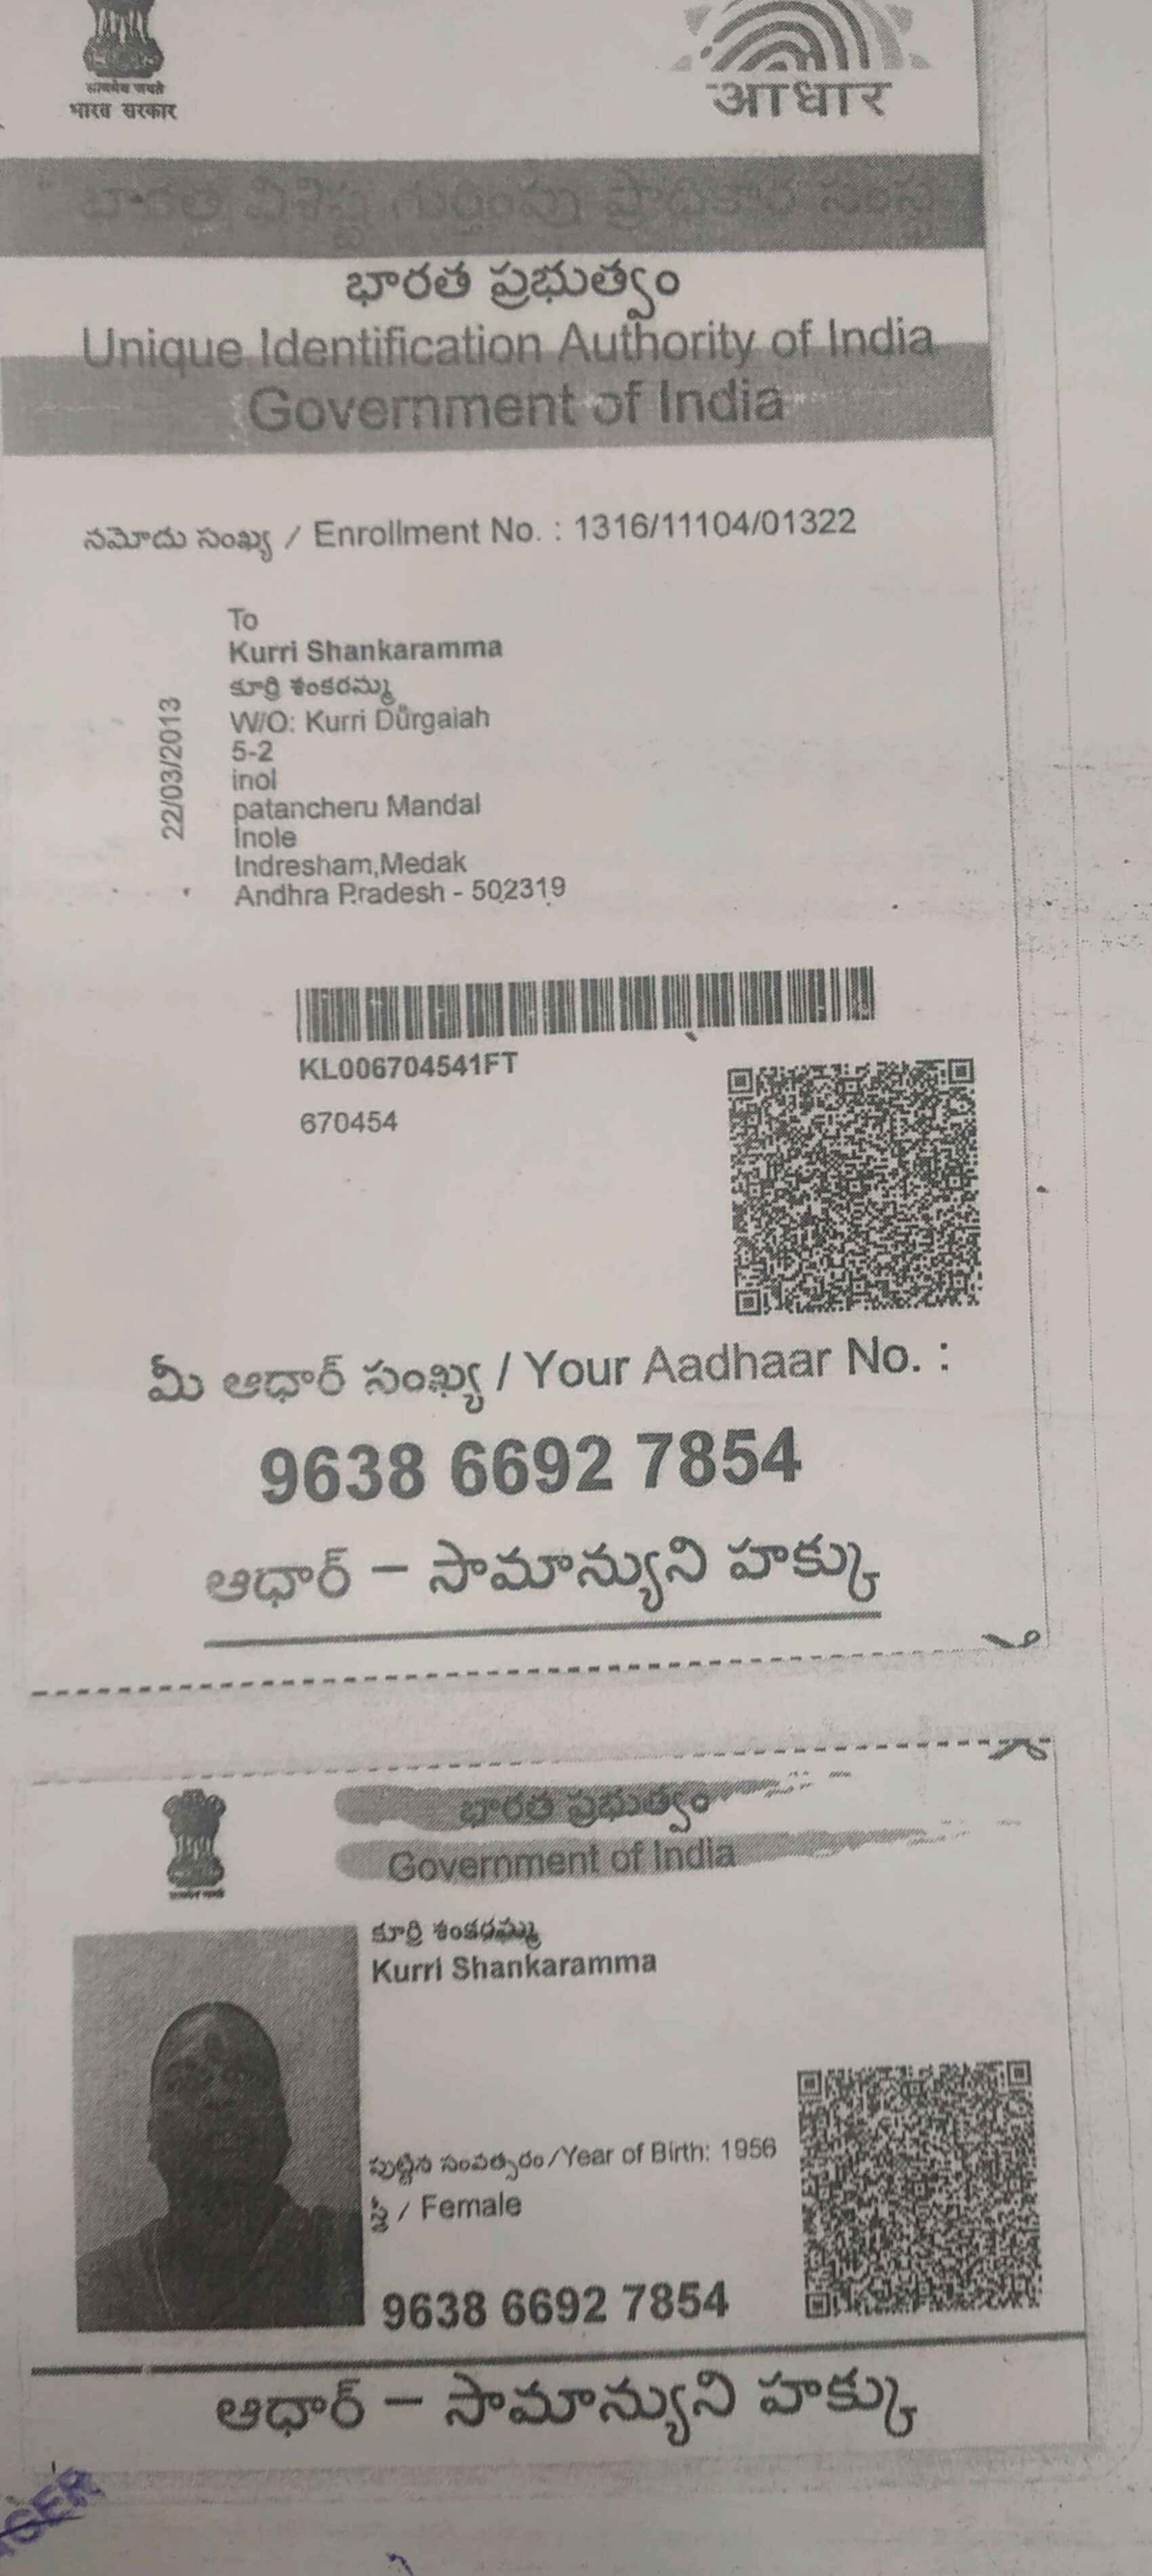 सत्यमेव जयते
भारत सरकार
आधार
భారత విశిష్ట గుర్తింపు ప్రాధికార సంస్థ
భారత ప్రభుత్వం
Unique Identification Authority of India
Government of India
నమోదు సంఖ్య / Enrollment No. : 1316/11104/01322
22/03/2013
To
Kurri Shankaramma
కూర్రి శంకరమ్మ
W/O: Kurri Durgaiah
5-2
inol
patancheru Mandal
Inole
Indresham,Medak
Andhra Pradesh - 502319
KL006704541FT
670454
మీ ఆధార్ సంఖ్య / Your Aadhaar No. :
9638 6692 7854
ఆధార్ – సామాన్యుని హక్కు
భారత ప్రభుత్వం
Government of India
కూర్రి శంకరమ్మ
Kurri Shankaramma
పుట్టిన సంవత్సరం/Year of Birth: 1956
స్త్రీ / Female
9638 6692 7854
ఆధార్ – సామాన్యుని హక్కు